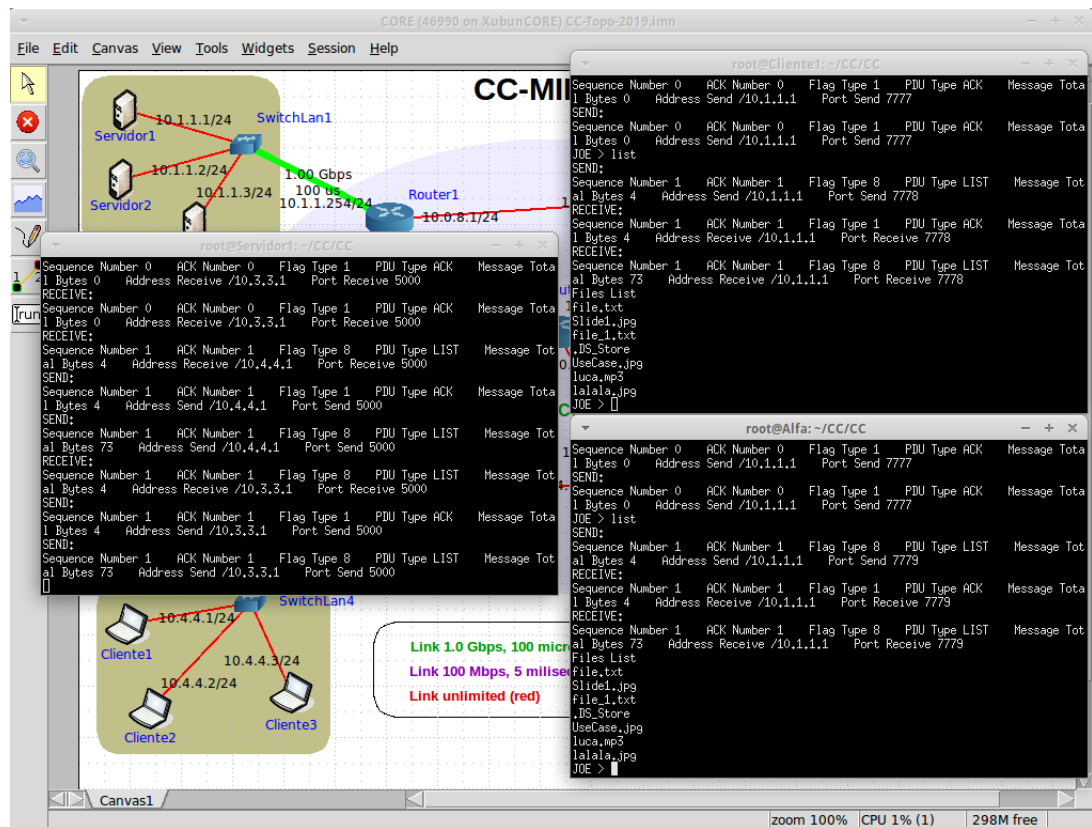 CORE (46990 on XubunCORE) CC-Topo-2019.imn
File Edit Canvas View Tools Widgets Session Help
CC-MI
Servidor1
10.1.1.1/24
SwitchLan1
10.1.1.2/24
Servidor2
10.1.1.3/24
1.00 Gbps
100 us
10.1.1.254/24
Router1
10.0.8.1/24
root@Servidor1: ~/CC/CC
Sequence Number 0 ACK Number 0 Flag Type 1 PDU Type ACK Message Tota
l Bytes 0 Address Receive /10.3.3.1 Port Receive 5000
RECEIVE:
Sequence Number 0 ACK Number 0 Flag Type 1 PDU Type ACK Message Tota
l Bytes 0 Address Receive /10.3.3.1 Port Receive 5000
RECEIVE:
Sequence Number 1 ACK Number 1 Flag Type 8 PDU Type LIST Message Tot
al Bytes 4 Address Receive /10.4.4.1 Port Receive 5000
SEND:
Sequence Number 1 ACK Number 1 Flag Type 1 PDU Type ACK Message Tota
l Bytes 4 Address Send /10.4.4.1 Port Send 5000
SEND:
Sequence Number 1 ACK Number 1 Flag Type 8 PDU Type LIST Message Tot
al Bytes 73 Address Send /10.4.4.1 Port Send 5000
RECEIVE:
Sequence Number 1 ACK Number 1 Flag Type 8 PDU Type LIST Message Tot
al Bytes 4 Address Receive /10.3.3.1 Port Receive 5000
SEND:
Sequence Number 1 ACK Number 1 Flag Type 1 PDU Type ACK Message Tota
l Bytes 4 Address Send /10.3.3.1 Port Send 5000
SEND:
Sequence Number 1 ACK Number 1 Flag Type 8 PDU Type LIST Message Tot
al Bytes 73 Address Send /10.3.3.1 Port Send 5000
root@Cliente1: ~/CC/CC
Sequence Number 0 ACK Number 0 Flag Type 1 PDU Type ACK Message Tota
l Bytes 0 Address Send /10.1.1.1 Port Send 7777
SEND:
Sequence Number 0 ACK Number 0 Flag Type 1 PDU Type ACK Message Tota
l Bytes 0 Address Send /10.1.1.1 Port Send 7777
JOE > list
SEND:
Sequence Number 1 ACK Number 1 Flag Type 8 PDU Type LIST Message Tot
al Bytes 4 Address Send /10.1.1.1 Port Send 7778
RECEIVE:
Sequence Number 1 ACK Number 1 Flag Type 1 PDU Type ACK Message Tota
l Bytes 4 Address Receive /10.1.1.1 Port Receive 7778
RECEIVE:
Sequence Number 1 ACK Number 1 Flag Type 8 PDU Type LIST Message Tot
al Bytes 73 Address Receive /10.1.1.1 Port Receive 7778
Files List
file.txt
Slide1.jpg
file_1.txt
.DS_Store
UseCase.jpg
luca.mp3
lalala.jpg
JOE >
root@Alfa: ~/CC/CC
Sequence Number 0 ACK Number 0 Flag Type 1 PDU Type ACK Message Tota
l Bytes 0 Address Send /10.1.1.1 Port Send 7777
SEND:
Sequence Number 0 ACK Number 0 Flag Type 1 PDU Type ACK Message Tota
l Bytes 0 Address Send /10.1.1.1 Port Send 7777
JOE > list
SEND:
Sequence Number 1 ACK Number 1 Flag Type 8 PDU Type LIST Message Tot
al Bytes 4 Address Send /10.1.1.1 Port Send 7779
RECEIVE:
Sequence Number 1 ACK Number 1 Flag Type 1 PDU Type ACK Message Tota
l Bytes 4 Address Receive /10.1.1.1 Port Receive 7779
RECEIVE:
Sequence Number 1 ACK Number 1 Flag Type 8 PDU Type LIST Message Tot
al Bytes 73 Address Receive /10.1.1.1 Port Receive 7779
Files List
file.txt
Slide1.jpg
file_1.txt
.DS_Store
UseCase.jpg
luca.mp3
lalala.jpg
JOE >
SwitchLan4
10.4.4.1/24
Cliente1
10.4.4.3/24
10.4.4.2/24
Cliente2
Cliente3
Link 1.0 Gbps, 100 micr
Link 100 Mbps, 5 milise
Link unlimited (red)
Canvas1
zoom 100% CPU 1% (1) 298M free